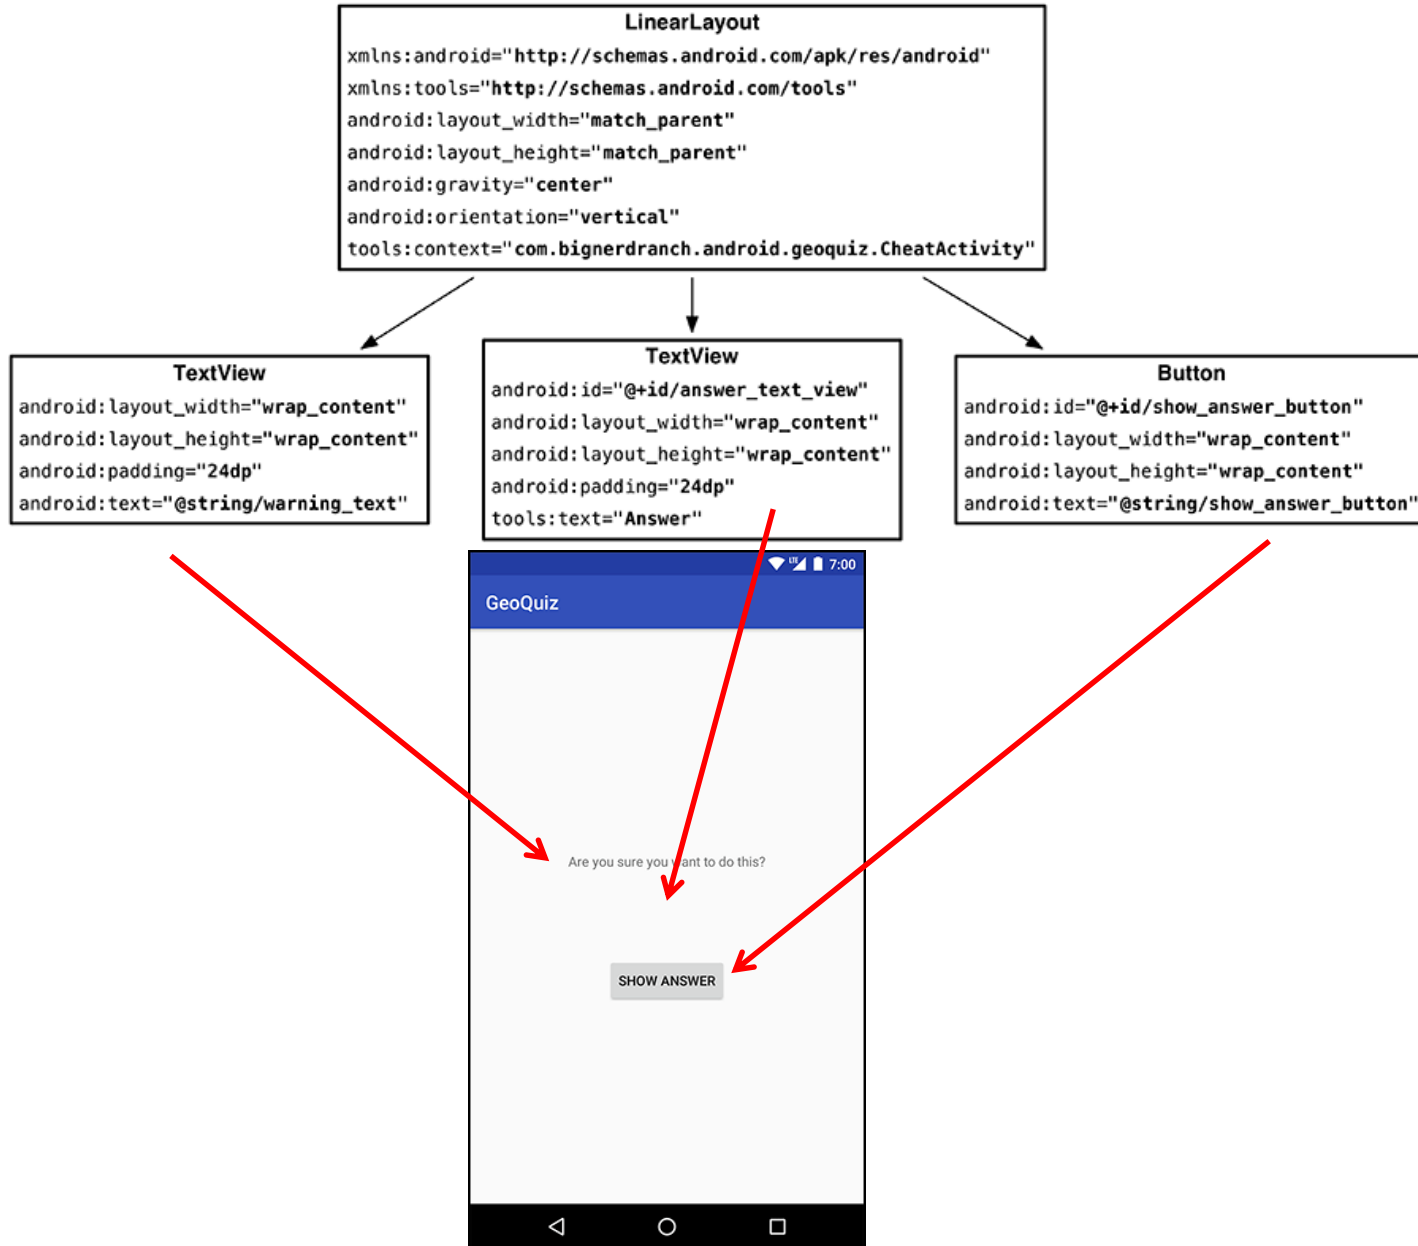 LinearLayout
xmlns:android="http://schemas.android.com/apk/res/android"
xmlns:tools="http://schemas.android.com/tools"
android:layout_width="match_parent"
android:layout_height="match_parent"
android:gravity="center"
android:orientation="vertical"
tools:context="com.bignerdranch.android.geoquiz.CheatActivity"
TextView
android:layout_width="wrap_content"
android:layout_height="wrap_content"
android:padding="24dp"
android:text="@string/warning_text"
TextView
android:id="@+id/answer_text_view"
android:layout_width="wrap_content"
android:layout_height="wrap_content"
android:padding="24dp"
tools:text="Answer"
Button
android:id="@+id/show_answer_button"
android:layout_width="wrap_content"
android:layout_height="wrap_content"
android:text="@string/show_answer_button"
LTE 7:00
GeoQuiz
Are you sure you want to do this?
SHOW ANSWER